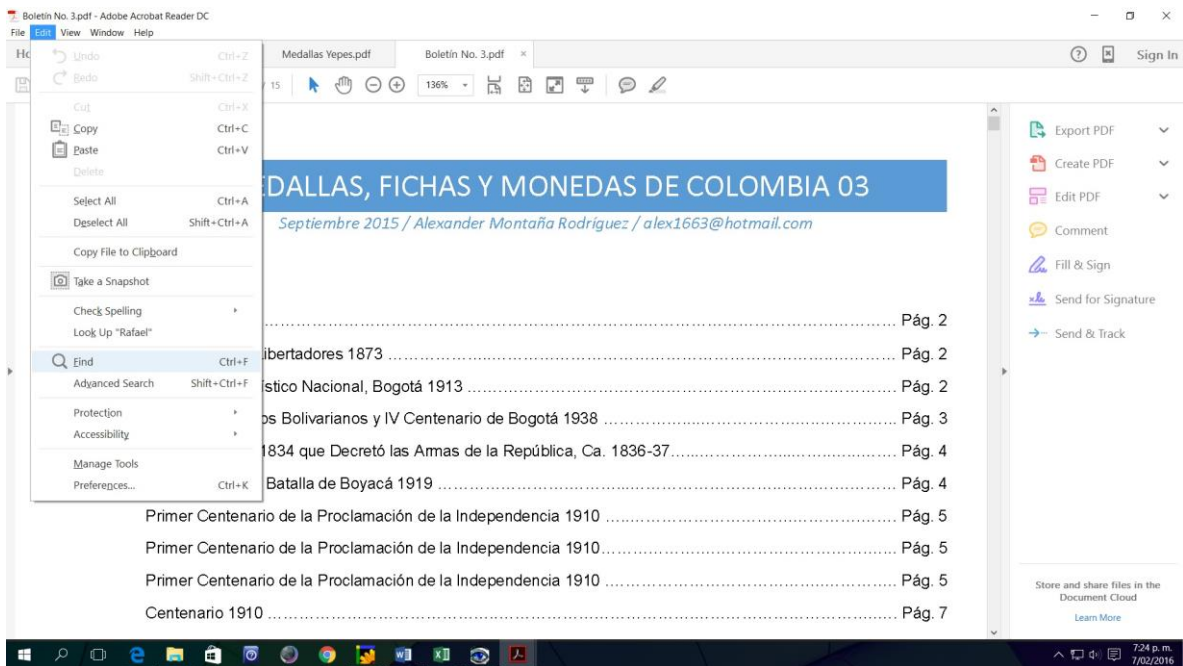 Boletín No. 3.pdf - Adobe Acrobat Reader DC
File Edit View Window Help
Medallas Yepes.pdf
Boletín No. 3.pdf ×
Sign In
/ 15
136%
Undo Ctrl+Z
Redo Shift+Ctrl+Z
Cut Ctrl+X
Copy Ctrl+C
Paste Ctrl+V
Delete
Select All Ctrl+A
Deselect All Shift+Ctrl+A
Copy File to Clipboard
Take a Snapshot
Check Spelling
Look Up "Rafael"
Find Ctrl+F
Advanced Search Shift+Ctrl+F
Protection
Accessibility
Manage Tools
Preferences... Ctrl+K
EDALLAS, FICHAS Y MONEDAS DE COLOMBIA 03
Septiembre 2015 / Alexander Montaña Rodríguez / alex1663@hotmail.com
Pág. 2
ibertadores 1873 Pág. 2
ístico Nacional, Bogotá 1913 Pág. 2
os Bolivarianos y IV Centenario de Bogotá 1938 Pág. 3
1834 que Decretó las Armas de la República, Ca. 1836-37 Pág. 4
Batalla de Boyacá 1919 Pág. 4
Primer Centenario de la Proclamación de la Independencia 1910 Pág. 5
Primer Centenario de la Proclamación de la Independencia 1910 Pág. 5
Primer Centenario de la Proclamación de la Independencia 1910 Pág. 5
Centenario 1910 Pág. 7
Export PDF
Create PDF
Edit PDF
Comment
Fill & Sign
Send for Signature
Send & Track
Store and share files in the
Document Cloud
Learn More
7:24 p. m.
7/02/2016